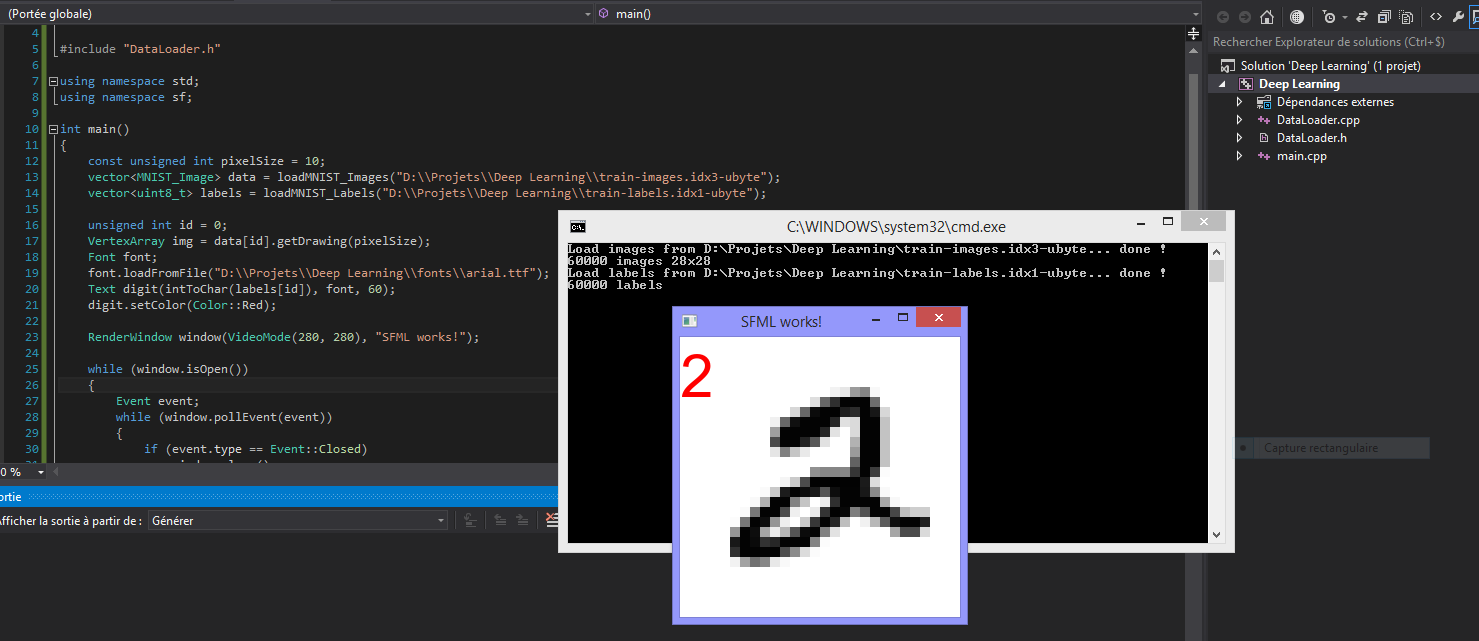 (Portée globale)
main()
4
5 #include "DataLoader.h"
6
7 using namespace std;
8 using namespace sf;
9
10 int main()
11 {
12 const unsigned int pixelSize = 10;
13 vector<MNIST_Image> data = loadMNIST_Images("D:\\Projets\\Deep Learning\\train-images.idx3-ubyte");
14 vector<uint8_t> labels = loadMNIST_Labels("D:\\Projets\\Deep Learning\\train-labels.idx1-ubyte");
15
16 unsigned int id = 0;
17 VertexArray img = data[id].getDrawing(pixelSize);
18 Font font;
19 font.loadFromFile("D:\\Projets\\Deep Learning\\fonts\\arial.ttf");
20 Text digit(intToChar(labels[id]), font, 60);
21 digit.setColor(Color::Red);
22
23 RenderWindow window(VideoMode(280, 280), "SFML works!");
24
25 while (window.isOpen())
26 {
27 Event event;
28 while (window.pollEvent(event))
29 {
30 if (event.type == Event::Closed)
0 %
ortie
Afficher la sortie à partir de : Générer
Rechercher Explorateur de solutions (Ctrl+$)
Solution 'Deep Learning' (1 projet)
Deep Learning
Dépendances externes
DataLoader.cpp
DataLoader.h
main.cpp
C:\WINDOWS\system32\cmd.exe
Load images from D:\Projets\Deep Learning\train-images.idx3-ubyte... done !
60000 images 28x28
Load labels from D:\Projets\Deep Learning\train-labels.idx1-ubyte... done !
60000 labels
SFML works!
2
2
Capture rectangulaire